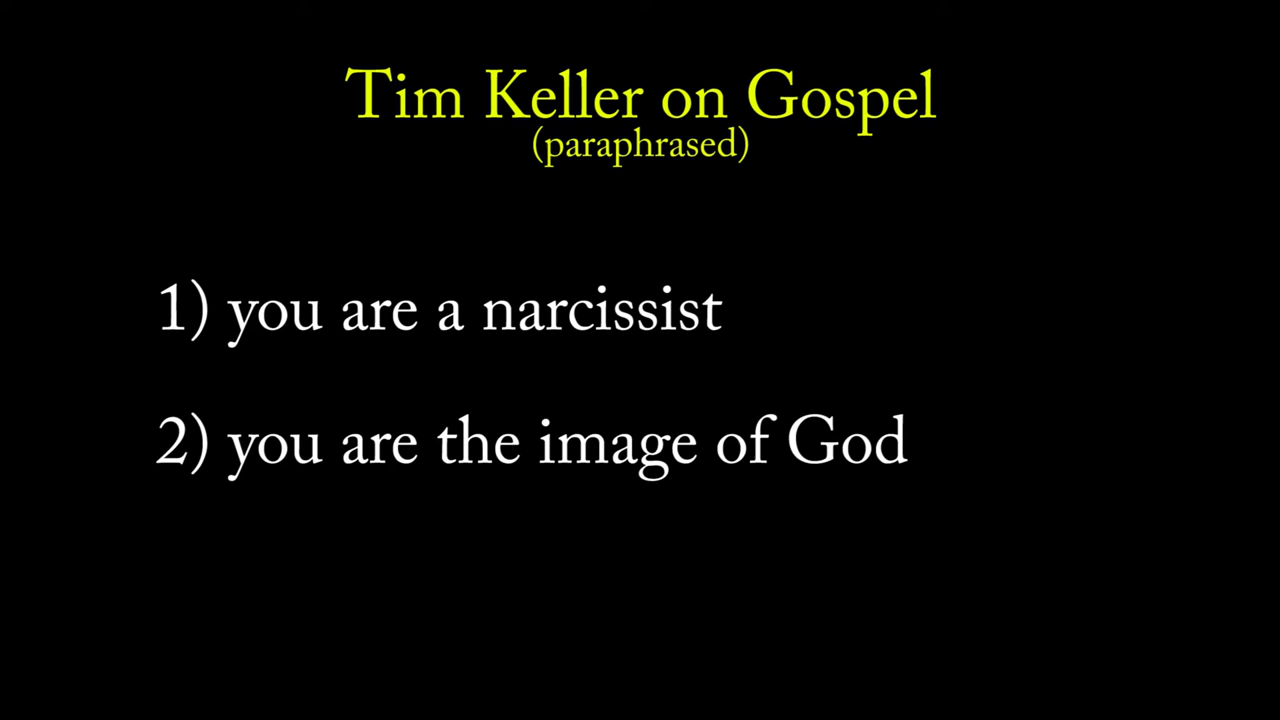 Tim Keller on Gospel
(paraphrased)
1) you are a narcissist
2) you are the image of God